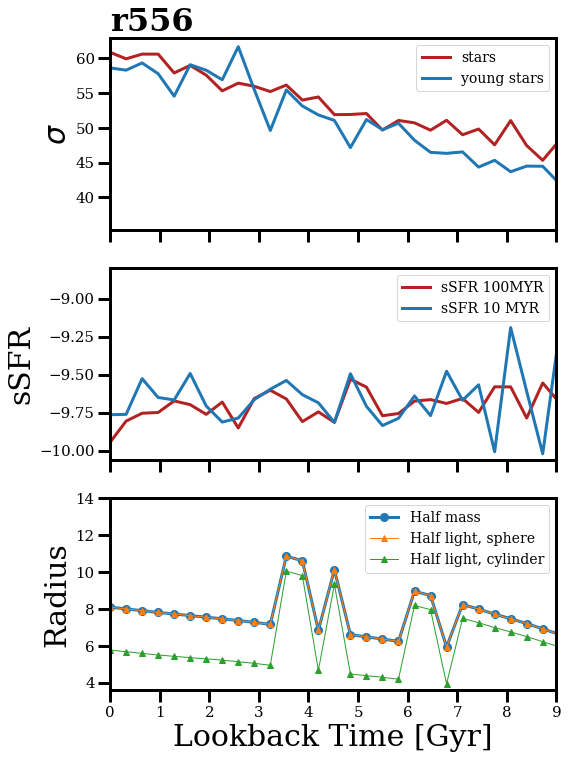 r556
σ
60
55
50
45
40
stars
young stars
sSFR
−9.00
−9.25
−9.50
−9.75
−10.00
sSFR 100MYR
sSFR 10 MYR
Radius
14
12
10
8
6
4
Half mass
Half light, sphere
Half light, cylinder
0 1 2 3 4 5 6 7 8 9
Lookback Time [Gyr]